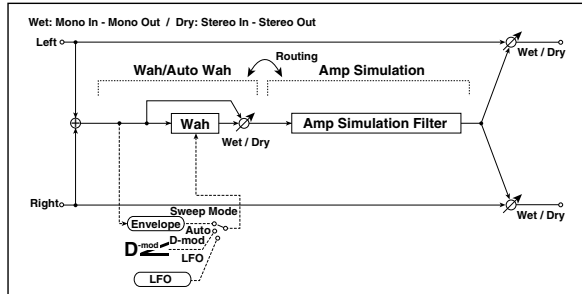 Wet: Mono In - Mono Out / Dry: Stereo In - Stereo Out
Left
Wet / Dry
Routing
Wah/Auto Wah
Amp Simulation
Wah
Wet / Dry
Amp Simulation Filter
Right
Wet / Dry
Sweep Mode
Envelope
Auto
D-mod
D-mod
LFO
LFO